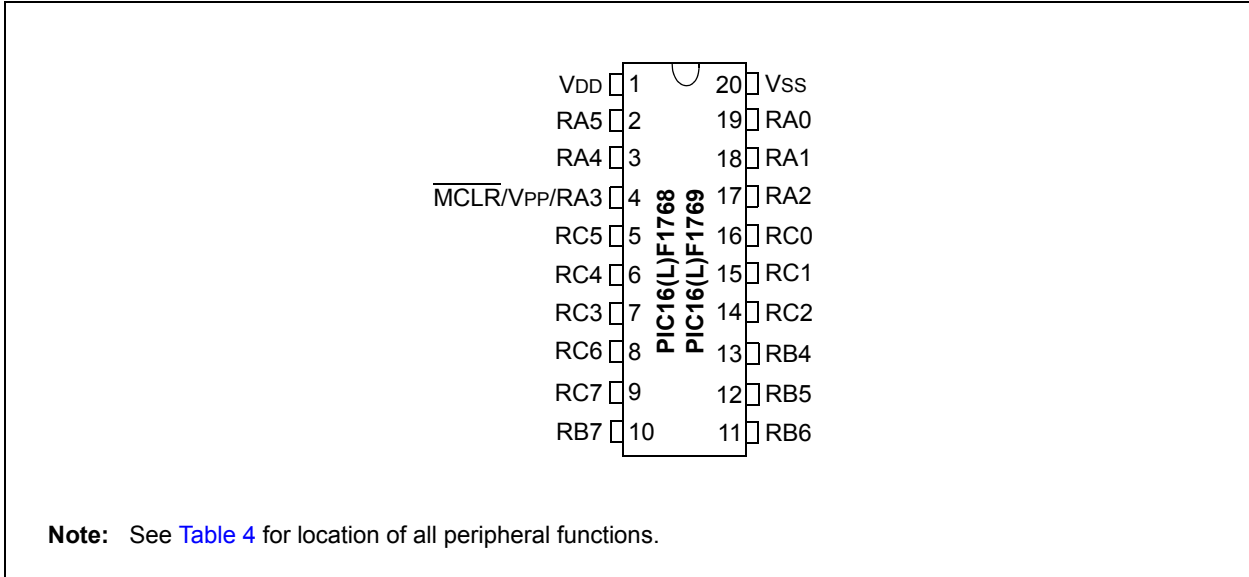 VDD 1 20 VSS
RA5 2 19 RA0
RA4 3 18 RA1
MCLR/VPP/RA3 4 17 RA2
RC5 5 16 RC0
RC4 6 15 RC1
RC3 7 14 RC2
RC6 8 13 RB4
RC7 9 12 RB5
RB7 10 11 RB6
PIC16(L)F1768
PIC16(L)F1769
Note: See Table 4 for location of all peripheral functions.